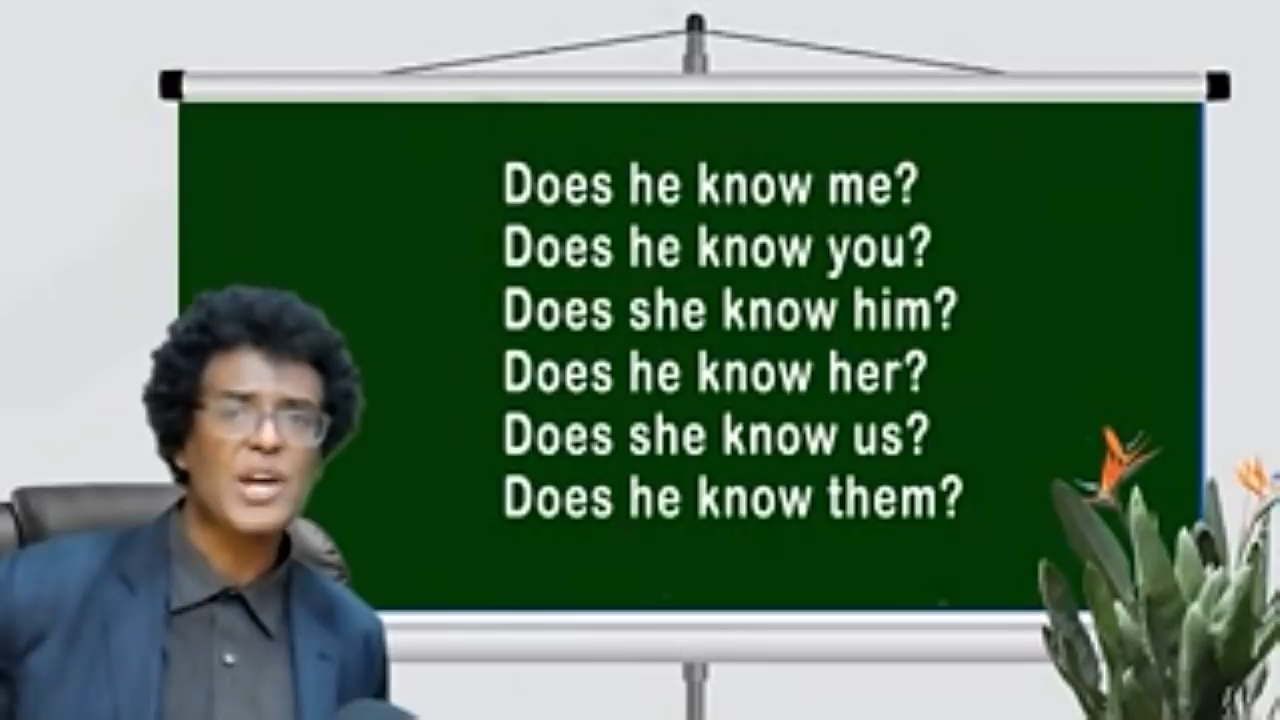 Does he know me?
Does he know you?
Does she know him?
Does he know her?
Does she know us?
Does he know them?